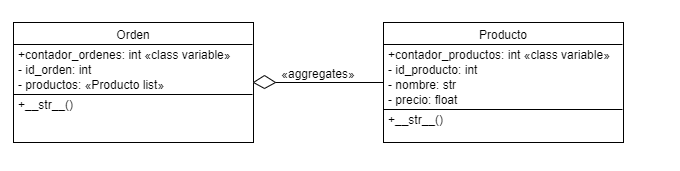 Orden
+contador_ordenes: int «class variable»
- id_orden: int
- productos: «Producto list»
+__str__()
«aggregates»
Producto
+contador_productos: int «class variable»
- id_producto: int
- nombre: str
- precio: float
+__str__()